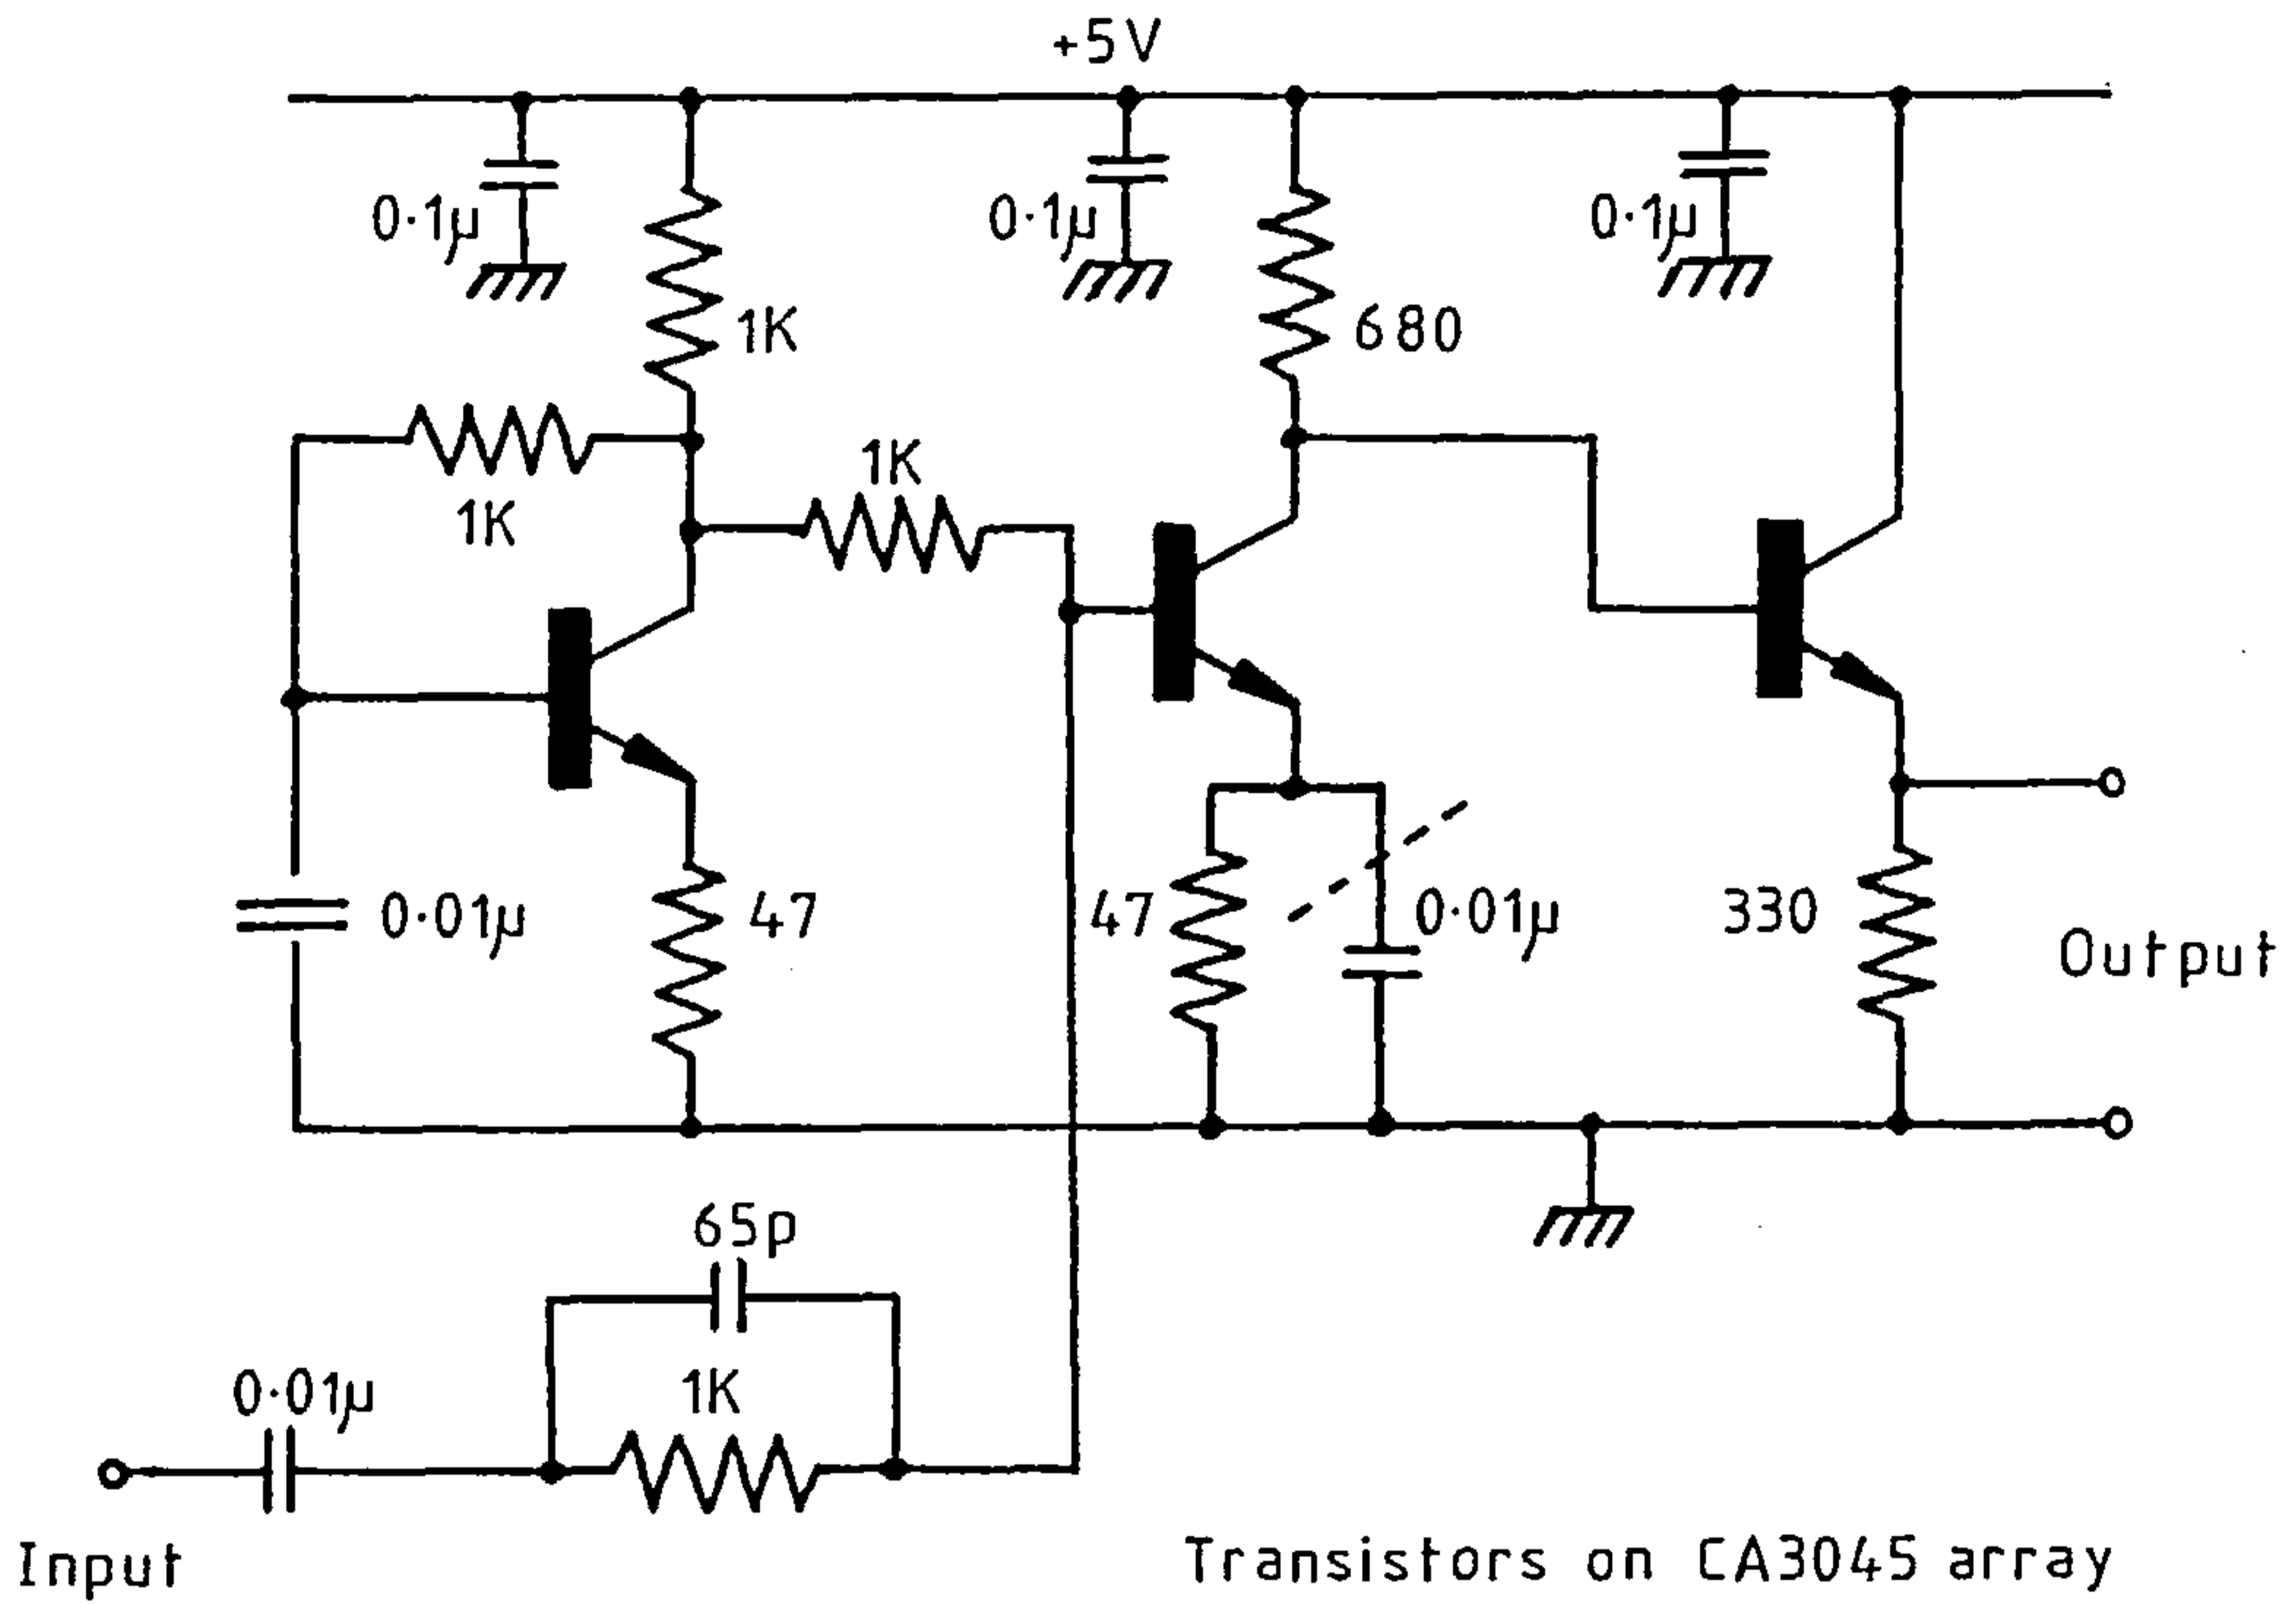 +5V
0·1µ
0·1µ
0·1µ
1K
680
1K
1K
0·01µ
47
47
0·01µ
330
Output
65p
0·01µ
1K
Input
Transistors on CA3045 array